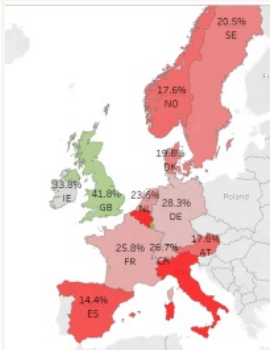 20.5%
SE
17.6%
NO
19.6%
DK
33.8%
IE
41.8%
GB
23.6%
NL
28.3%
DE
Poland
25.8%
FR
26.7%
CH
17.6%
AT
14.4%
ES